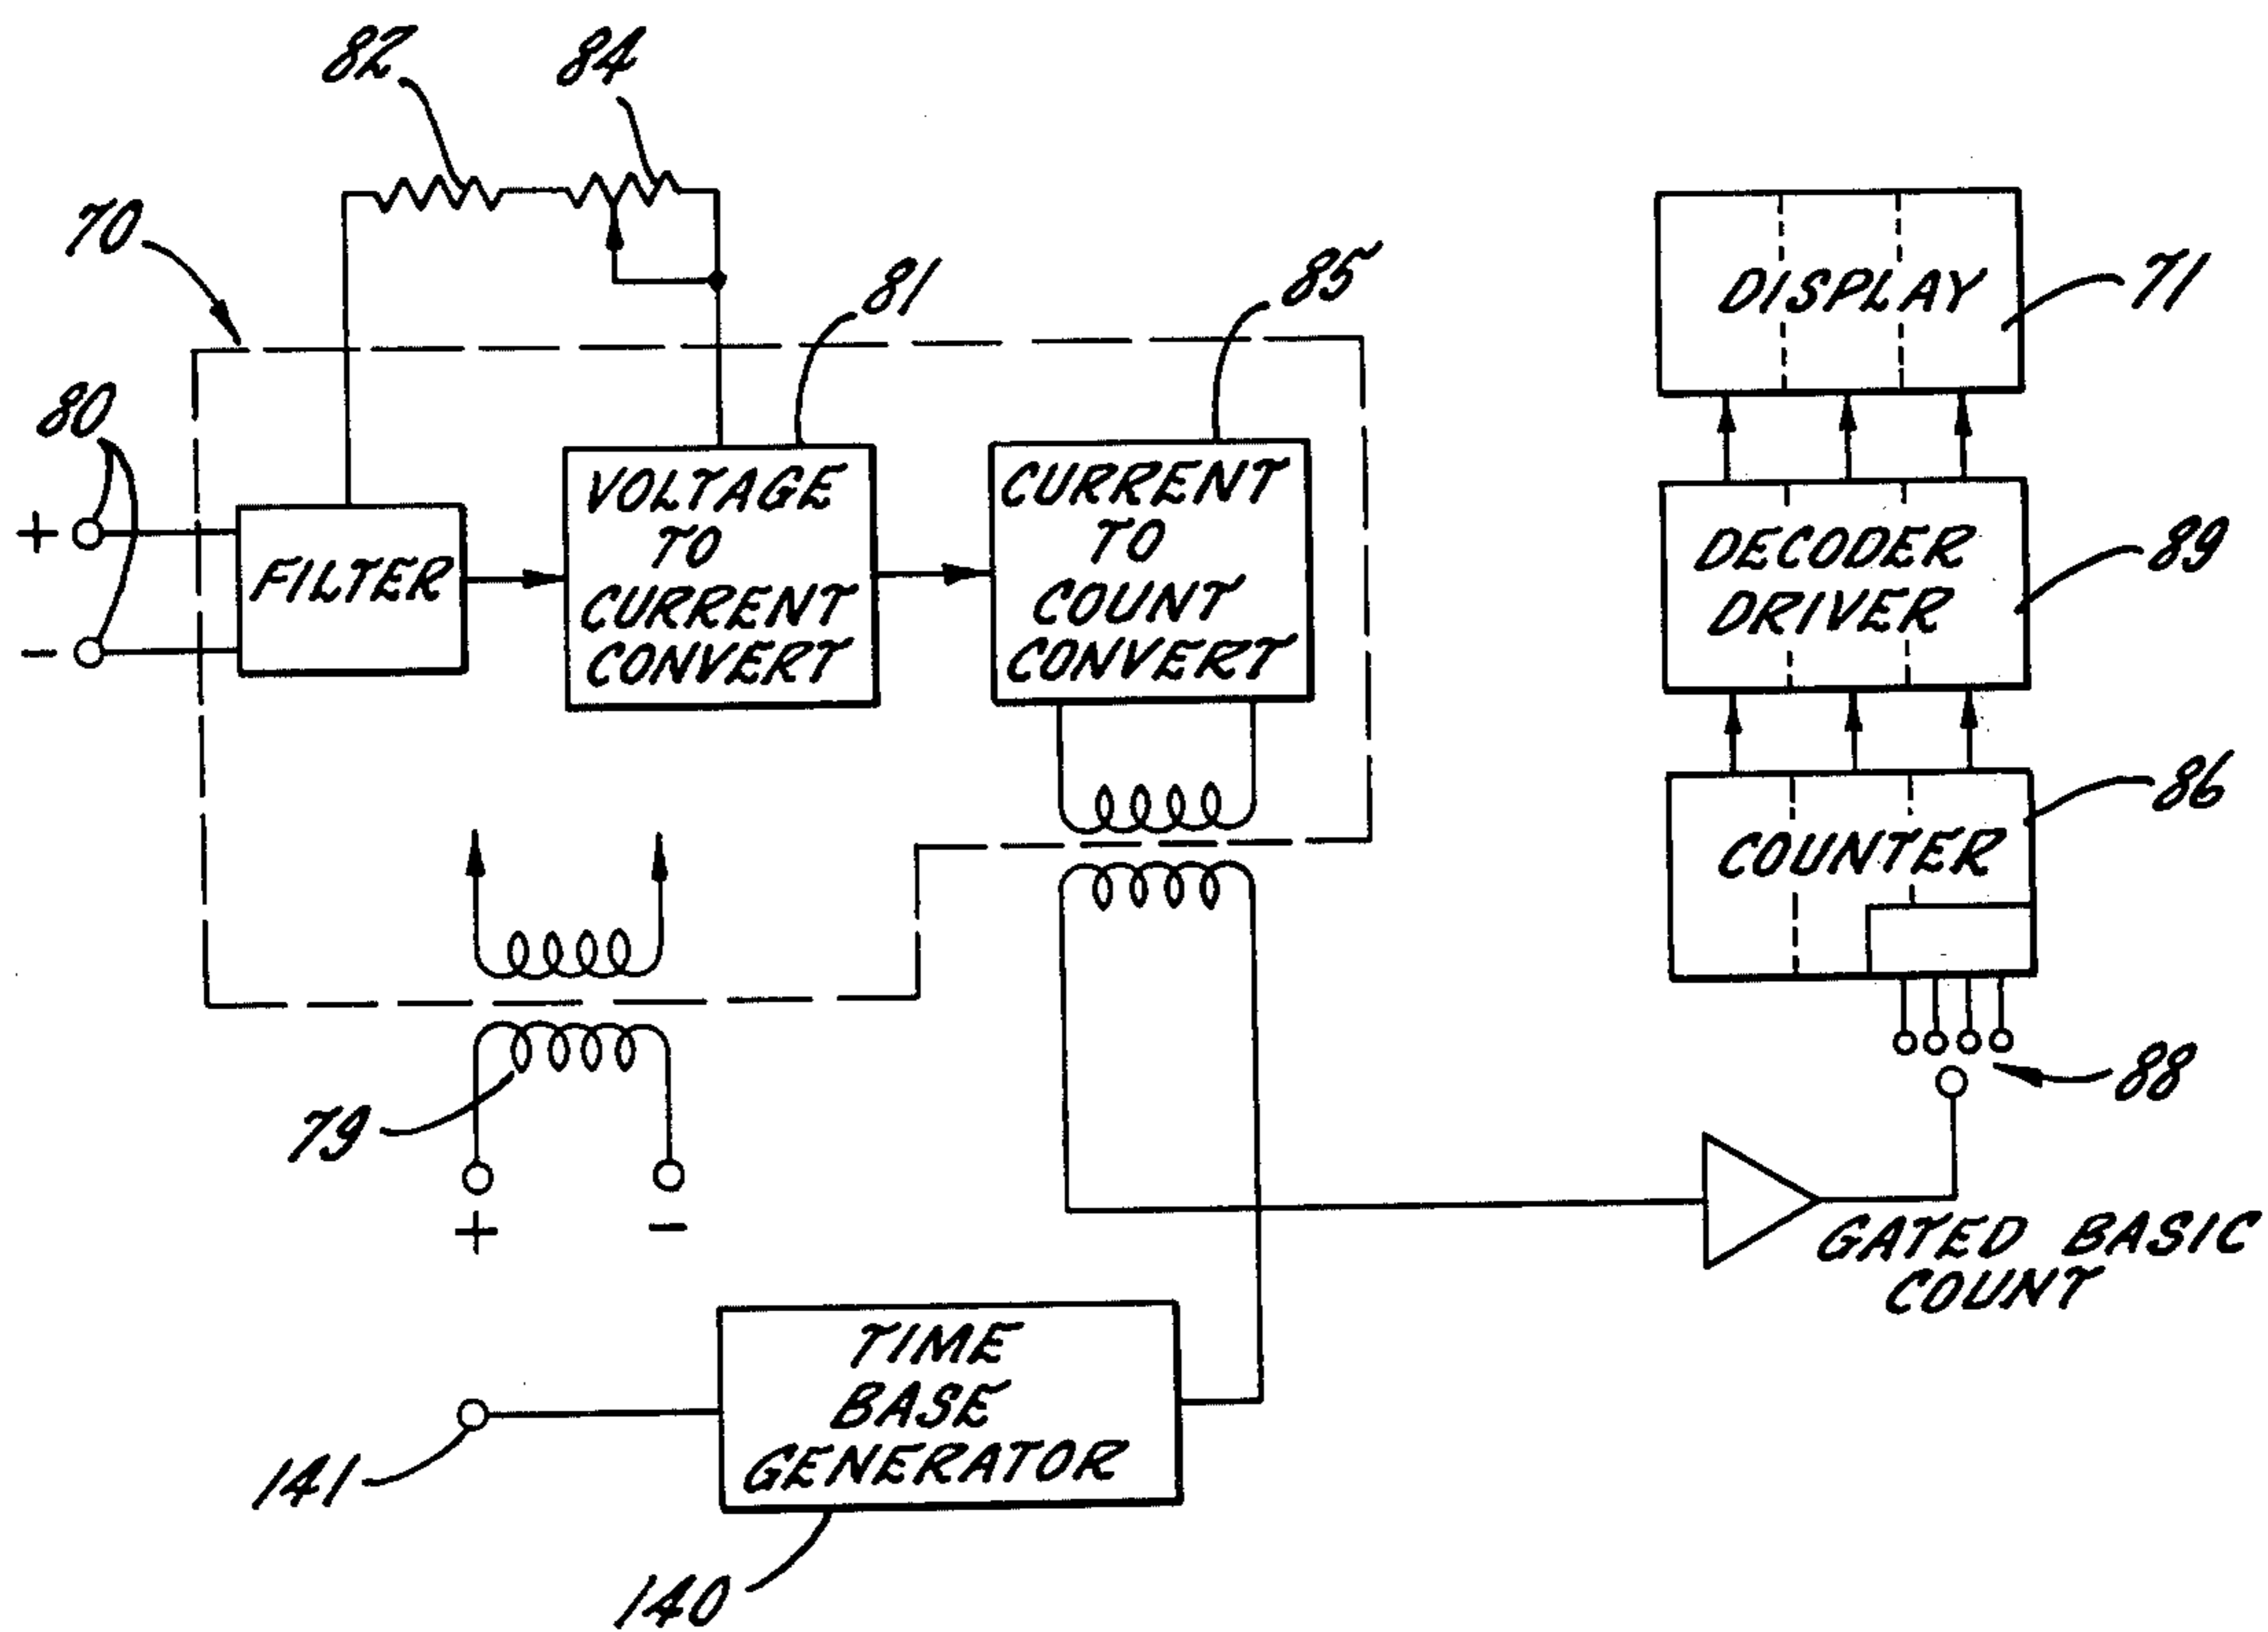 82
84
70
81
85
80
+
-
FILTER
VOLTAGE
TO
CURRENT
CONVERT
CURRENT
TO
COUNT
CONVERT
DISPLAY
71
DECODER
DRIVER
89
COUNTER
86
88
79
+
-
GATED BASIC
COUNT
TIME
BASE
GENERATOR
141
140